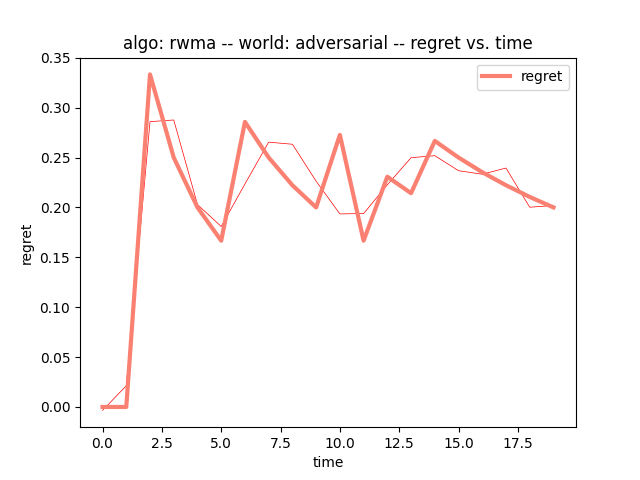 algo: rwma -- world: adversarial -- regret vs. time
regret
regret
0.35
0.30
0.25
0.20
0.15
0.10
0.05
0.00
0.0 2.5 5.0 7.5 10.0 12.5 15.0 17.5
time